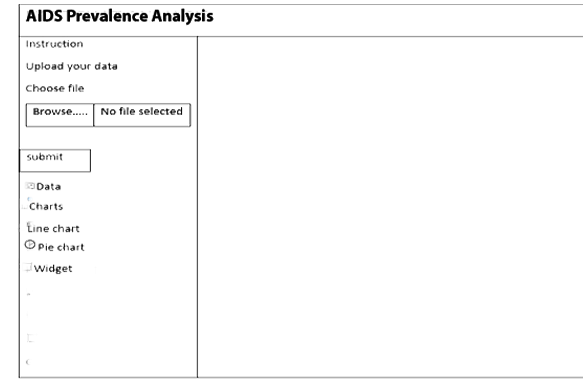 AIDS Prevalence Analysis
Instruction
Upload your data
Choose file
Browse..... No file selected
submit
Data
Charts
Line chart
Pie chart
Widget